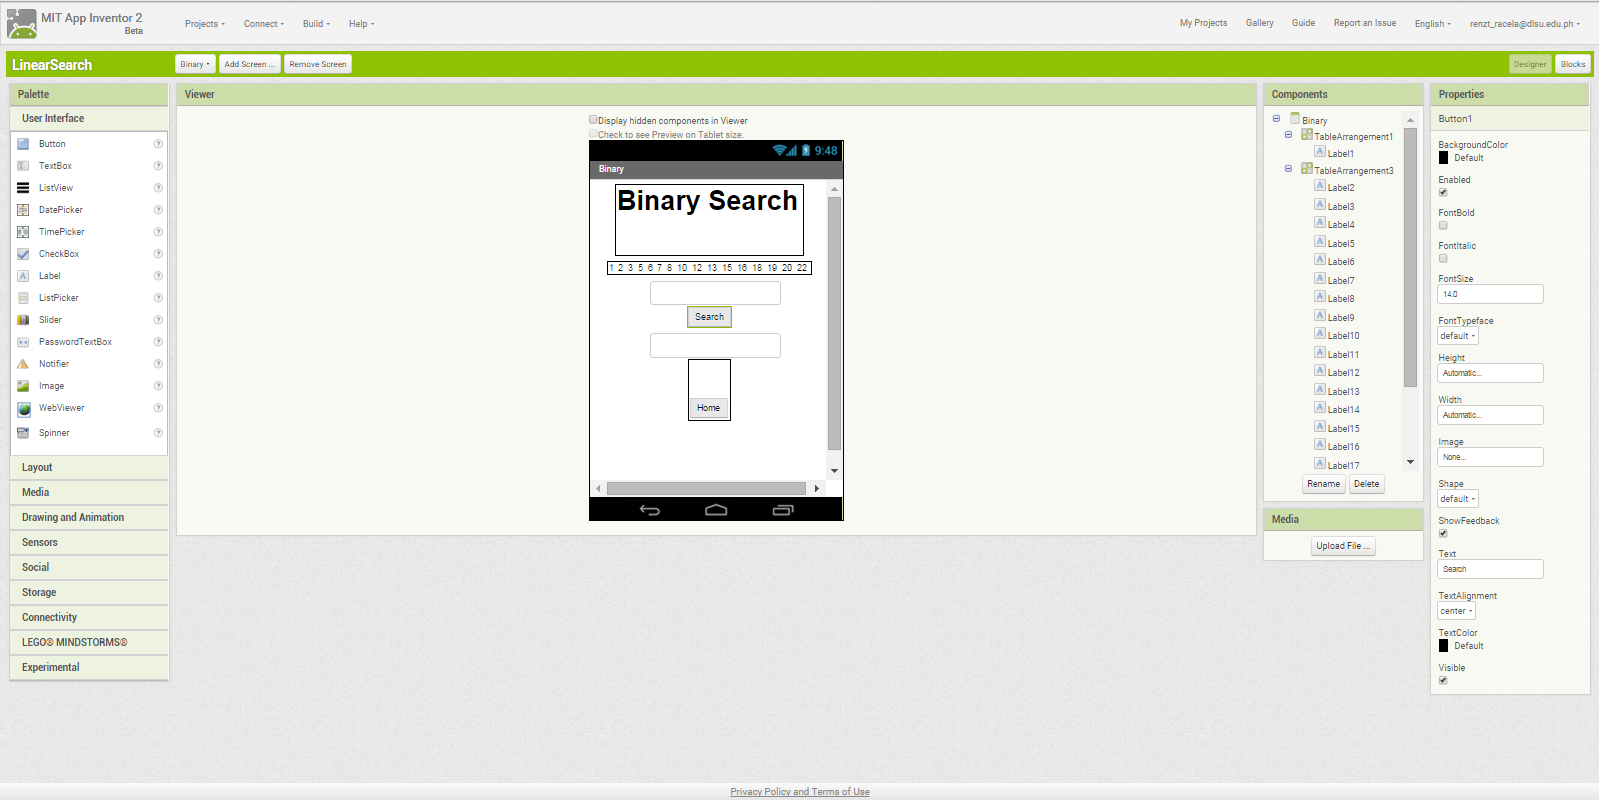 MIT App Inventor 2
Beta
Projects Connect Build Help
My Projects Gallery Guide Report an Issue English renzt_racela@dlsu.edu.ph
LinearSearch
Binary Add Screen ... Remove Screen
Designer Blocks
Palette
User Interface
Button
TextBox
ListView
DatePicker
TimePicker
CheckBox
Label
ListPicker
Slider
PasswordTextBox
Notifier
Image
WebViewer
Spinner
Layout
Media
Drawing and Animation
Sensors
Social
Storage
Connectivity
LEGO® MINDSTORMS®
Experimental
Viewer
Display hidden components in Viewer
Check to see Preview on Tablet size.
9:48
Binary
Binary Search
1 2 3 5 6 7 8 10 12 13 15 16 18 19 20 22
Search
Home
Components
Binary
TableArrangement1
Label1
TableArrangement3
Label2
Label3
Label4
Label5
Label6
Label7
Label8
Label9
Label10
Label11
Label12
Label13
Label14
Label15
Label16
Label17
Rename Delete
Media
Upload File ...
Properties
Button1
BackgroundColor
Default
Enabled
FontBold
FontItalic
FontSize
14.0
FontTypeface
default
Height
Automatic...
Width
Automatic...
Image
None...
Shape
default
ShowFeedback
Text
Search
TextAlignment
center
TextColor
Default
Visible
Privacy Policy and Terms of Use